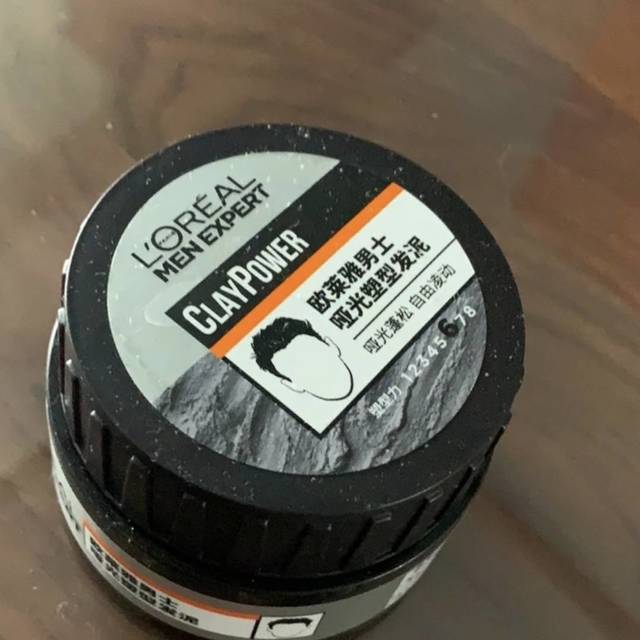 L'ORÉAL
MEN EXPERT
CLAYPOWER
欧莱雅男士
哑光塑型发泥
哑光蓬松 自由液动
塑型力 12345678